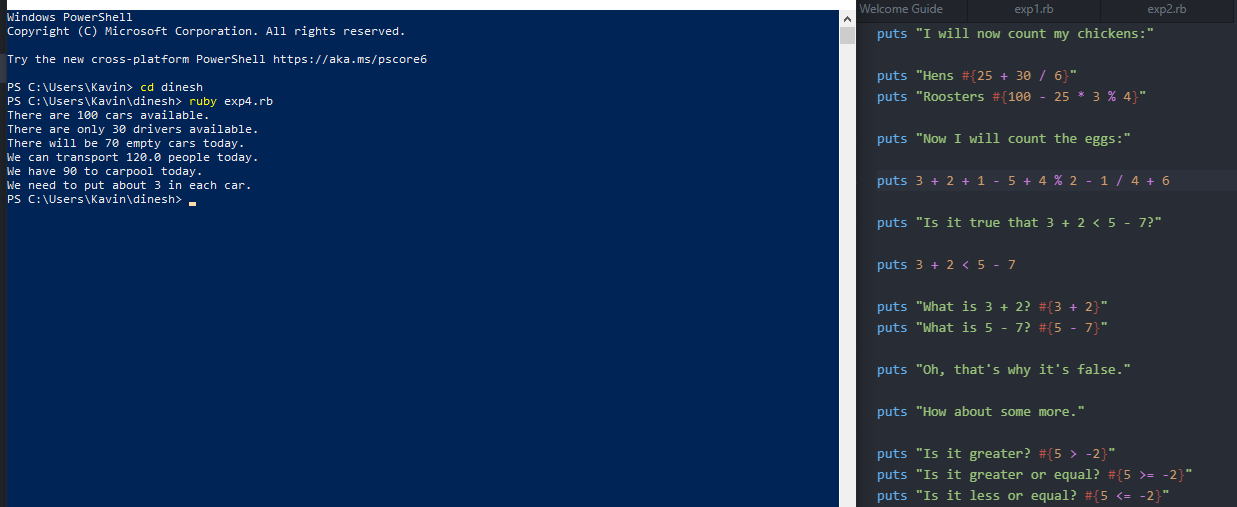 Windows PowerShell
Copyright (C) Microsoft Corporation. All rights reserved.
Try the new cross-platform PowerShell https://aka.ms/pscore6
PS C:\Users\Kavin> cd dinesh
PS C:\Users\Kavin\dinesh> ruby exp4.rb
There are 100 cars available.
There are only 30 drivers available.
There will be 70 empty cars today.
We can transport 120.0 people today.
We have 90 to carpool today.
We need to put about 3 in each car.
PS C:\Users\Kavin\dinesh>
Welcome Guide
exp1.rb
exp2.rb
puts "I will now count my chickens:"
puts "Hens #{25 + 30 / 6}"
puts "Roosters #{100 - 25 * 3 % 4}"
puts "Now I will count the eggs:"
puts 3 + 2 + 1 - 5 + 4 % 2 - 1 / 4 + 6
puts "Is it true that 3 + 2 < 5 - 7?"
puts 3 + 2 < 5 - 7
puts "What is 3 + 2? #{3 + 2}"
puts "What is 5 - 7? #{5 - 7}"
puts "Oh, that's why it's false."
puts "How about some more."
puts "Is it greater? #{5 > -2}"
puts "Is it greater or equal? #{5 >= -2}"
puts "Is it less or equal? #{5 <= -2}"